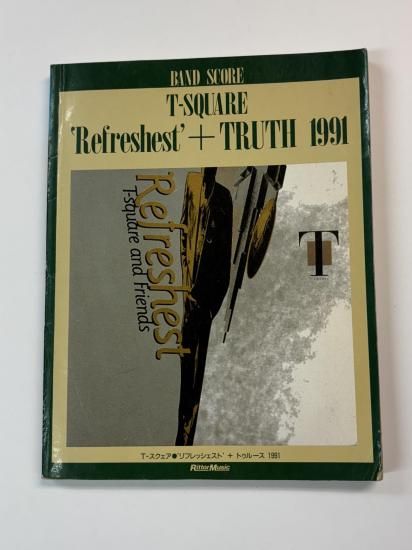 BAND SCORE
T-SQUARE
'Refreshest' + TRUTH 1991
Refreshest
T-square and Friends
T
T-スクェア●'リフレッシェスト' + トゥルース 1991
Rittor Music